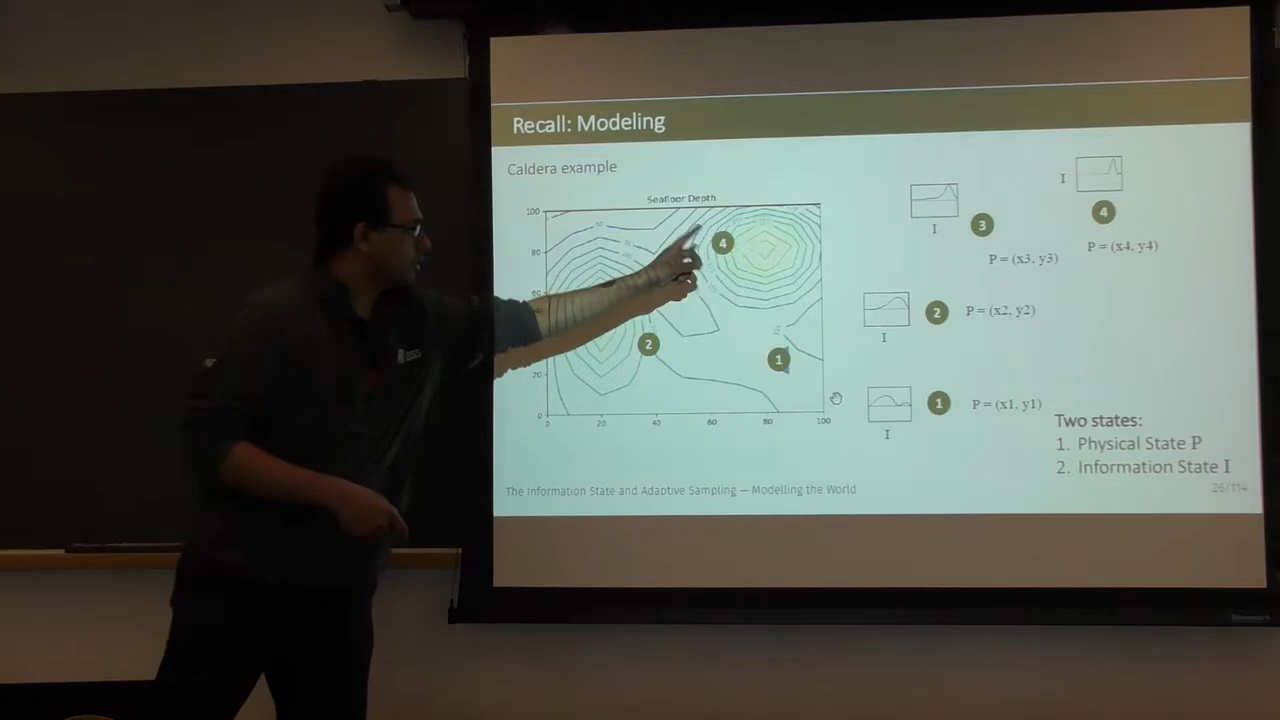 Recall: Modeling
Caldera example
Seafloor Depth
100
80
60
20
0
0
20
40
60
80
100
4
2
1
I
3
P = (x3, y3)
I
4
P = (x4, y4)
I
2
P = (x2, y2)
I
1
P = (x1, y1)
Two states:
1. Physical State P
2. Information State I
The Information State and Adaptive Sampling — Modelling the World
26/114